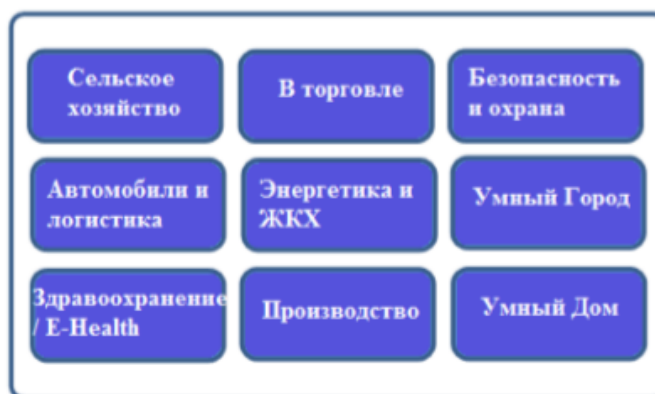 Сельское
хозяйство
В торговле
Безопасность
и охрана
Автомобили и
логистика
Энергетика и
ЖКХ
Умный Город
Здравоохранение
/ E-Health
Производство
Умный Дом